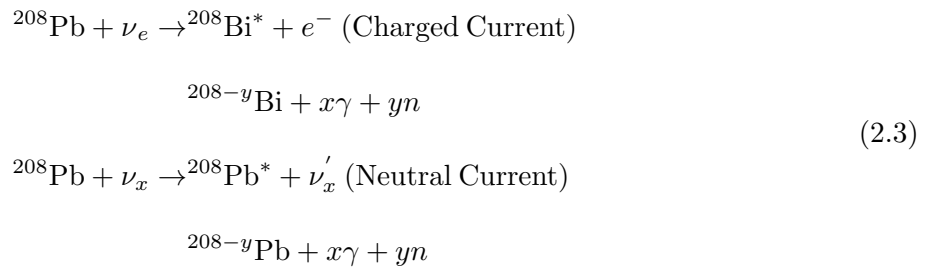 ²⁰⁸Pb + νₑ → ²⁰⁸Bi* + e⁻ (Charged Current)
²⁰⁸⁻ʸBi + xγ + yn
(2.3)
²⁰⁸Pb + νₓ → ²⁰⁸Pb* + νₓ′ (Neutral Current)
²⁰⁸⁻ʸPb + xγ + yn